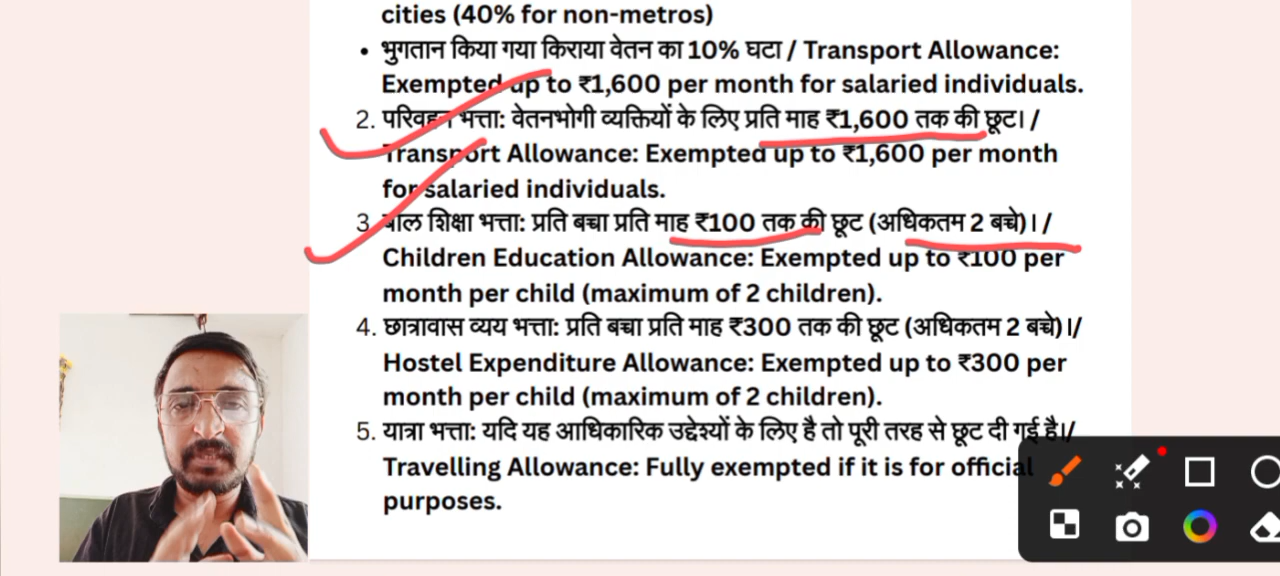 cities (40% for non-metros)
• भुगतान किया गया किराया वेतन का 10% घटा / Transport Allowance:
Exempted up to ₹1,600 per month for salaried individuals.
2. परिवहन भत्ता: वेतनभोगी व्यक्तियों के लिए प्रति माह ₹1,600 तक की छूट। /
Transport Allowance: Exempted up to ₹1,600 per month
for salaried individuals.
3. बाल शिक्षा भत्ता: प्रति बच्चा प्रति माह ₹100 तक की छूट (अधिकतम 2 बच्चे)। /
Children Education Allowance: Exempted up to ₹100 per
month per child (maximum of 2 children).
4. छात्रावास व्यय भत्ता: प्रति बच्चा प्रति माह ₹300 तक की छूट (अधिकतम 2 बच्चे)।/
Hostel Expenditure Allowance: Exempted up to ₹300 per
month per child (maximum of 2 children).
5. यात्रा भत्ता: यदि यह आधिकारिक उद्देश्यों के लिए है तो पूरी तरह से छूट दी गई है।/
Travelling Allowance: Fully exempted if it is for official
purposes.